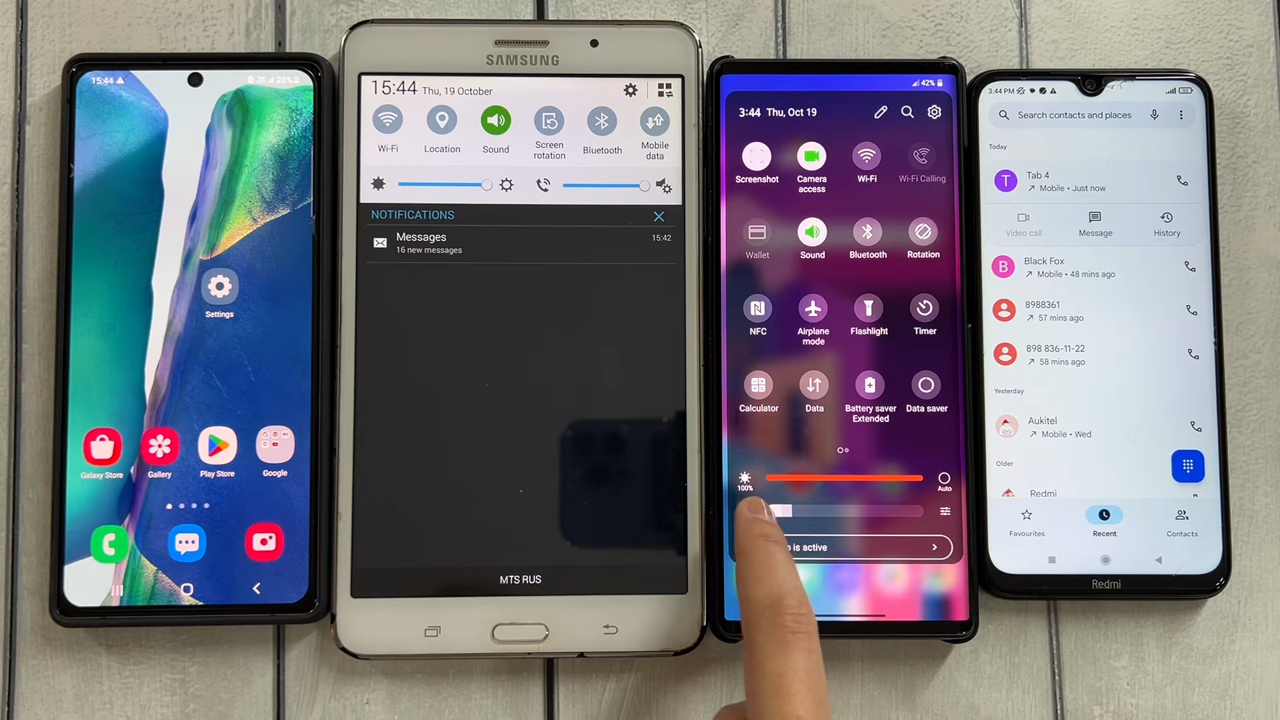 15:44
26%
Settings
Galaxy Store
Gallery
Play Store
Google
SAMSUNG
15:44 Thu, 19 October
Wi-Fi
Location
Sound
Screen rotation
Bluetooth
Mobile data
NOTIFICATIONS
Messages
15:42
16 new messages
MTS RUS
42%
3:44 Thu, Oct 19
Screenshot
Camera access
Wi-Fi
Wi-Fi Calling
Wallet
Sound
Bluetooth
Rotation
NFC
Airplane mode
Flashlight
Timer
Calculator
Data
Battery saver Extended
Data saver
100%
Auto
is active
3:44 PM
Search contacts and places
Today
T
Tab 4
Mobile • Just now
Video call
Message
History
B
Black Fox
Mobile • 48 mins ago
8988361
57 mins ago
898 836-11-22
58 mins ago
Yesterday
Aukitel
Mobile • Wed
Older
Redmi
Favourites
Recent
Contacts
Redmi